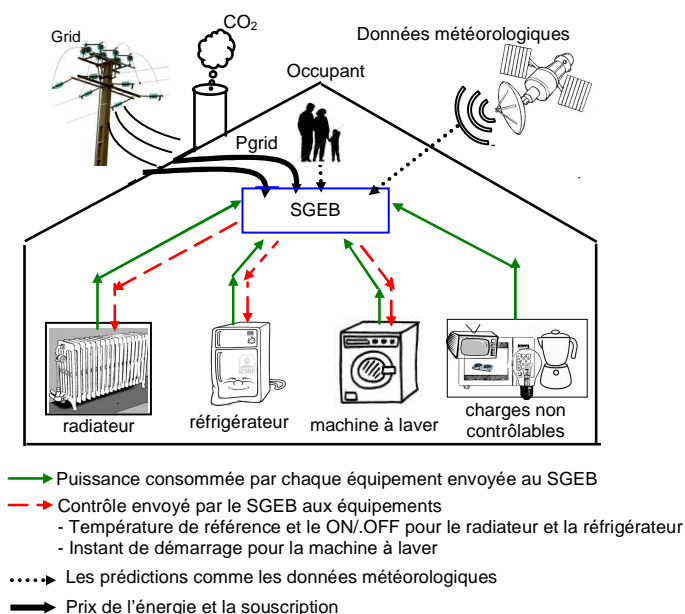 Grid
CO2
Données météorologiques
Occupant
Pgrid
SGEB
radiateur
réfrigérateur
machine à laver
charges non
contrôlables
Puissance consommée par chaque équipement envoyée au SGEB
Contrôle envoyé par le SGEB aux équipements
- Température de référence et le ON/.OFF pour le radiateur et la réfrigérateur
- Instant de démarrage pour la machine à laver
Les prédictions comme les données météorologiques
Prix de l'énergie et la souscription